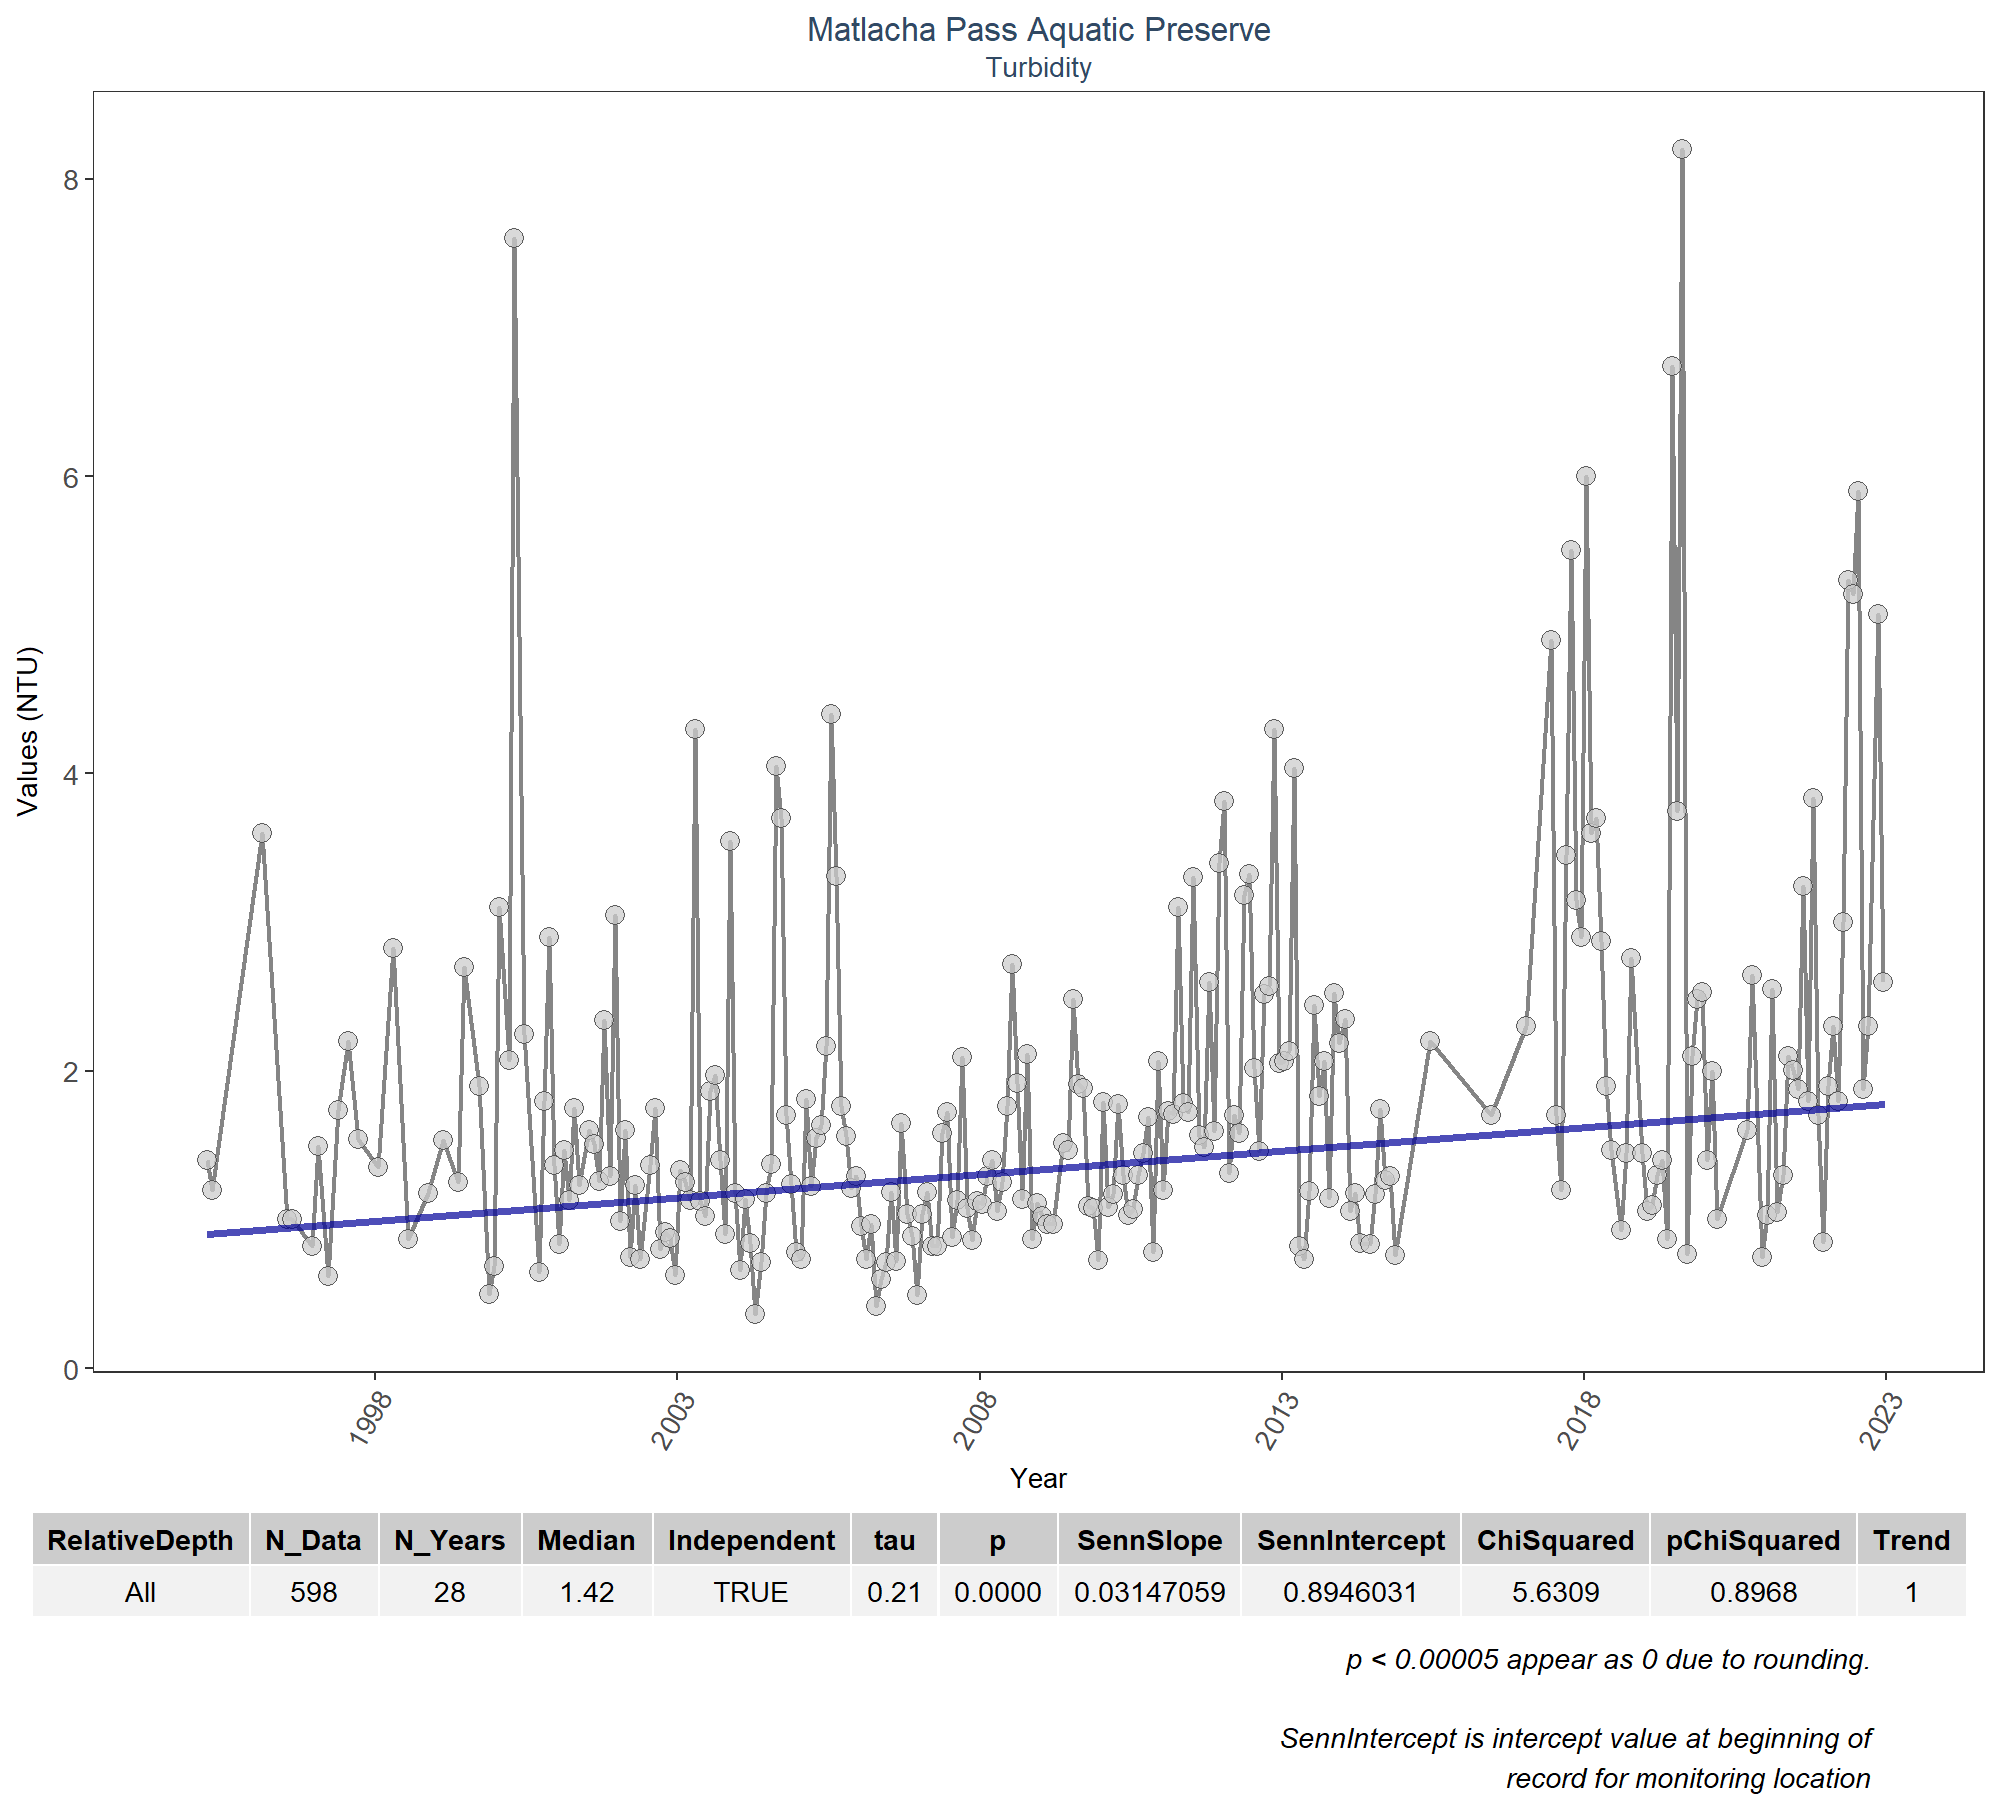 Matlacha Pass Aquatic Preserve
Turbidity
Values (NTU)
8
6
4
2
0
1998 2003 2008 2013 2018 2023
Year
RelativeDepth N_Data N_Years Median Independent tau p SennSlope SennIntercept ChiSquared pChiSquared Trend
All 598 28 1.42 TRUE 0.21 0.0000 0.03147059 0.8946031 5.6309 0.8968 1
p < 0.00005 appear as 0 due to rounding.
SennIntercept is intercept value at beginning of
record for monitoring location